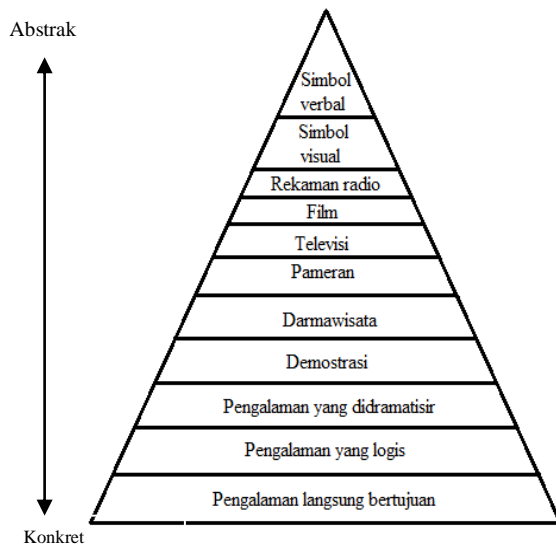 Abstrak
Simbol
verbal
Simbol
visual
Rekaman radio
Film
Televisi
Pameran
Darmawisata
Demostrasi
Pengalaman yang didramatisir
Pengalaman yang logis
Pengalaman langsung bertujuan
Konkret